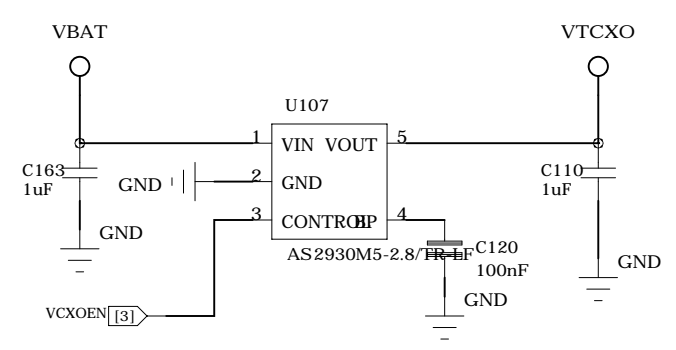 VBAT
VTCXO
U107
1
VIN VOUT
5
C163
1uF
GND
2
GND
C110
1uF
3
CONTROL
BP
4
GND
AS2930M5-2.8/TR-LF
C120
100nF
GND
VCXOEN
[3]
GND